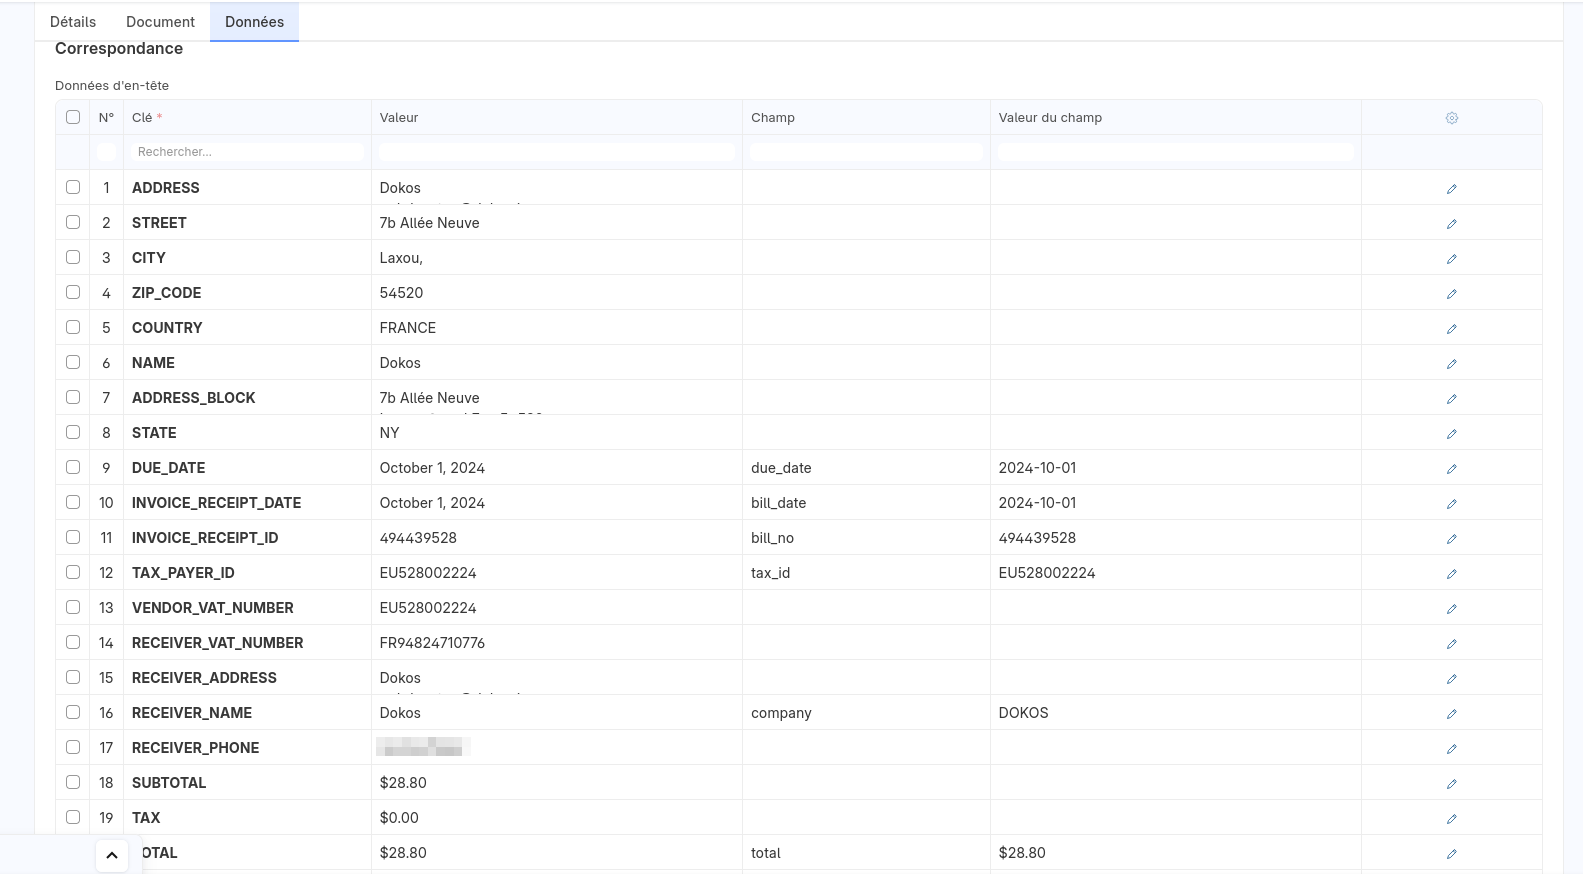 Détails Document Données
Correspondance
Données d'en-tête
N° Clé * Valeur Champ Valeur du champ
Rechercher...
1 ADDRESS Dokos
2 STREET 7b Allée Neuve
3 CITY Laxou,
4 ZIP_CODE 54520
5 COUNTRY FRANCE
6 NAME Dokos
7 ADDRESS_BLOCK 7b Allée Neuve
8 STATE NY
9 DUE_DATE October 1, 2024 due_date 2024-10-01
10 INVOICE_RECEIPT_DATE October 1, 2024 bill_date 2024-10-01
11 INVOICE_RECEIPT_ID 494439528 bill_no 494439528
12 TAX_PAYER_ID EU528002224 tax_id EU528002224
13 VENDOR_VAT_NUMBER EU528002224
14 RECEIVER_VAT_NUMBER FR94824710776
15 RECEIVER_ADDRESS Dokos
16 RECEIVER_NAME Dokos company DOKOS
17 RECEIVER_PHONE
18 SUBTOTAL $28.80
19 TAX $0.00
OTAL $28.80 total $28.80